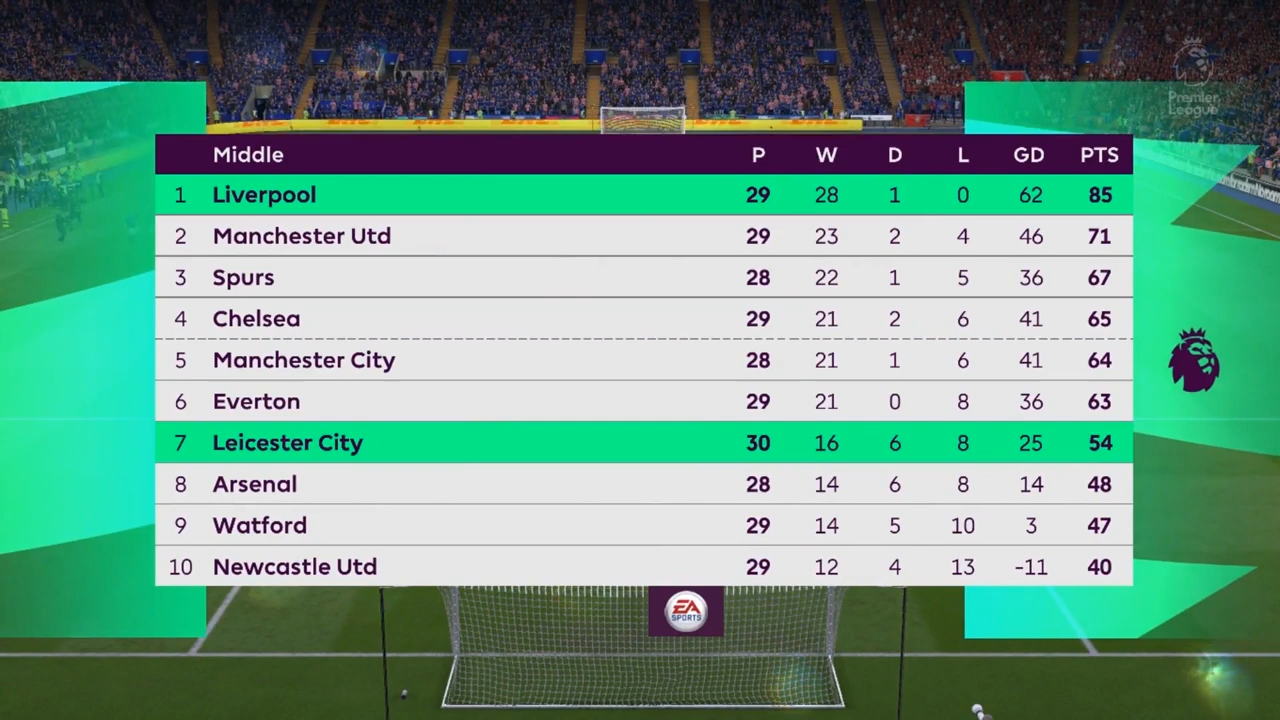 Premier
League
Middle P W D L GD PTS
1 Liverpool 29 28 1 0 62 85
2 Manchester Utd 29 23 2 4 46 71
3 Spurs 28 22 1 5 36 67
4 Chelsea 29 21 2 6 41 65
5 Manchester City 28 21 1 6 41 64
6 Everton 29 21 0 8 36 63
7 Leicester City 30 16 6 8 25 54
8 Arsenal 28 14 6 8 14 48
9 Watford 29 14 5 10 3 47
10 Newcastle Utd 29 12 4 13 -11 40
EA
SPORTS